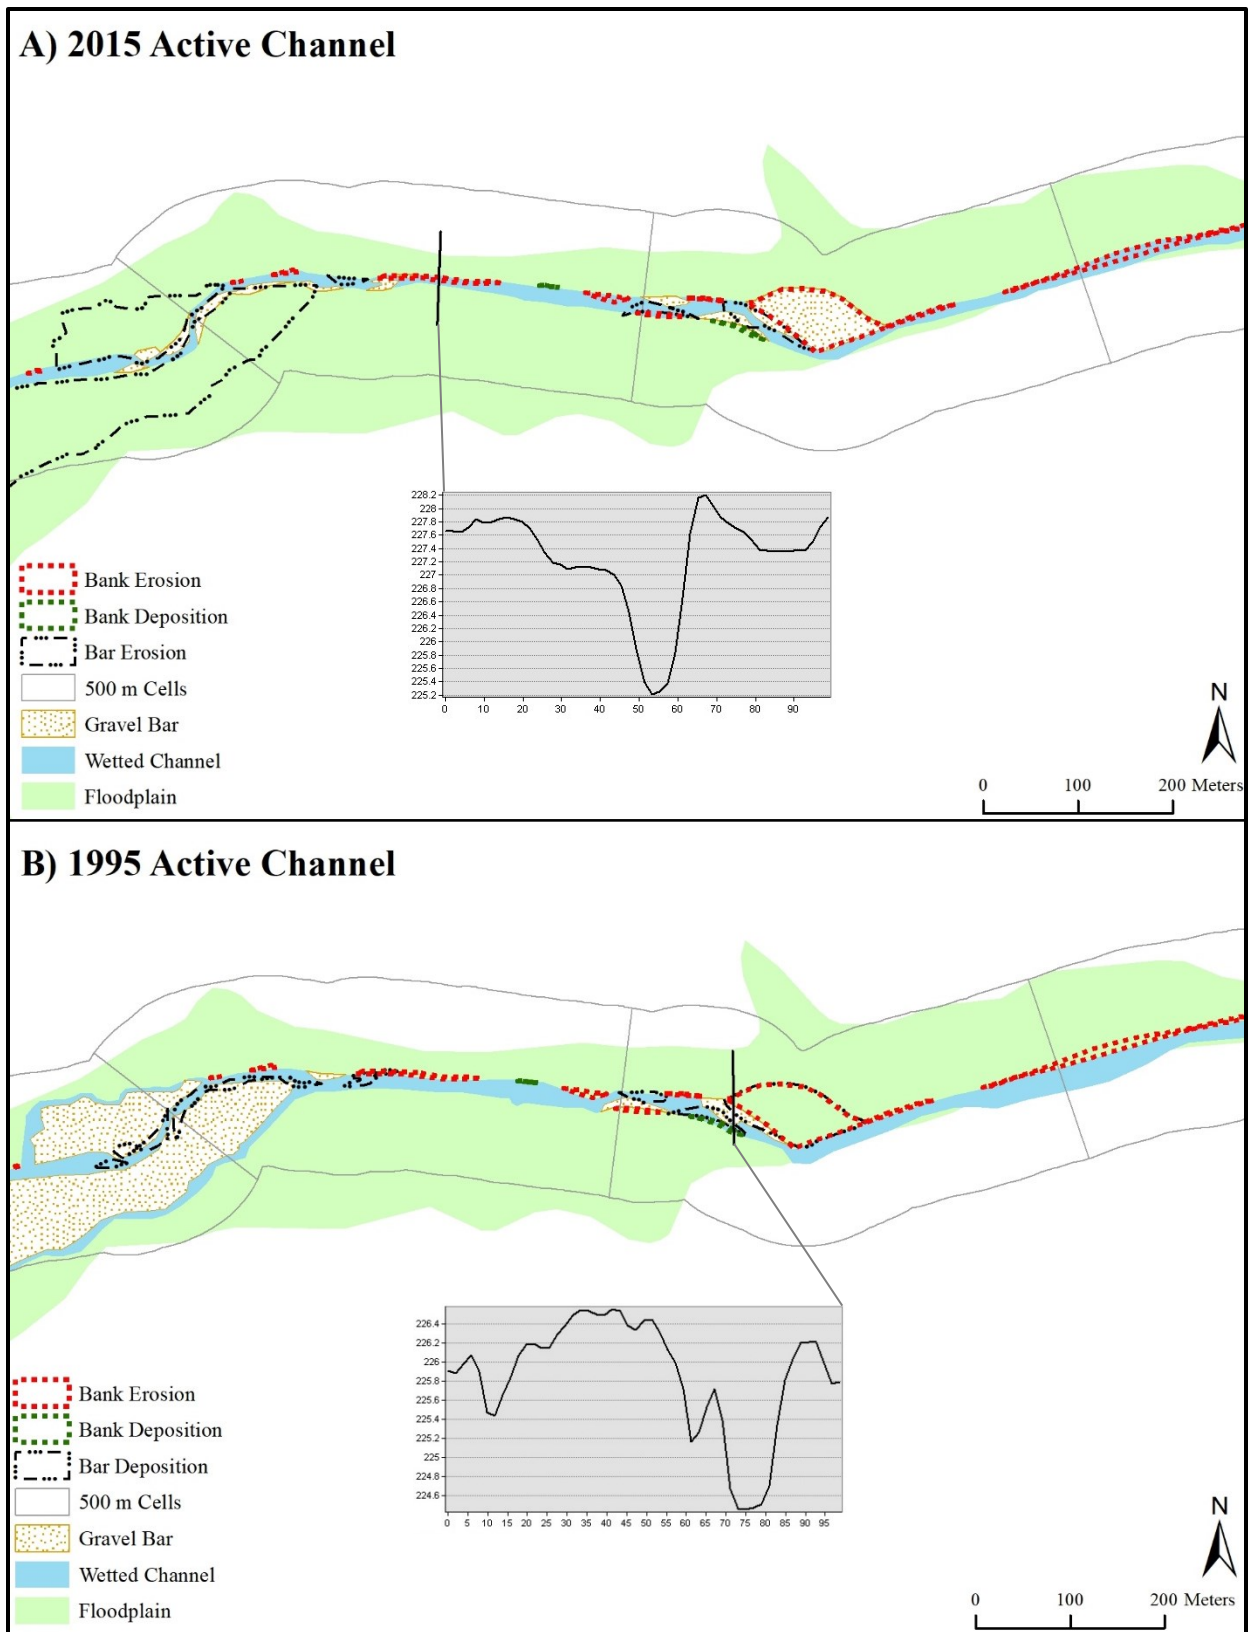 A) 2015 Active Channel
228.2
228
227.8
227.6
227.4
227.2
227
226.8
226.6
226.4
226.2
226
225.8
225.6
225.4
225.2
0 10 20 30 40 50 60 70 80 90
Bank Erosion
Bank Deposition
Bar Erosion
500 m Cells
Gravel Bar
Wetted Channel
Floodplain
N
0 100 200 Meters
B) 1995 Active Channel
226.4
226.2
226
225.8
225.6
225.4
225.2
225
224.8
224.6
0 5 10 15 20 25 30 35 40 45 50 55 60 65 70 75 80 85 90 95
Bank Erosion
Bank Deposition
Bar Deposition
500 m Cells
Gravel Bar
Wetted Channel
Floodplain
N
0 100 200 Meters